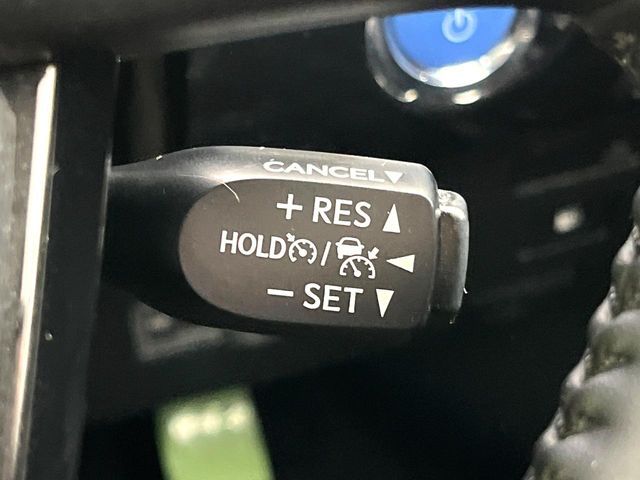 CANCEL▼
+ RES ▲
HOLD / ◀
− SET ▼